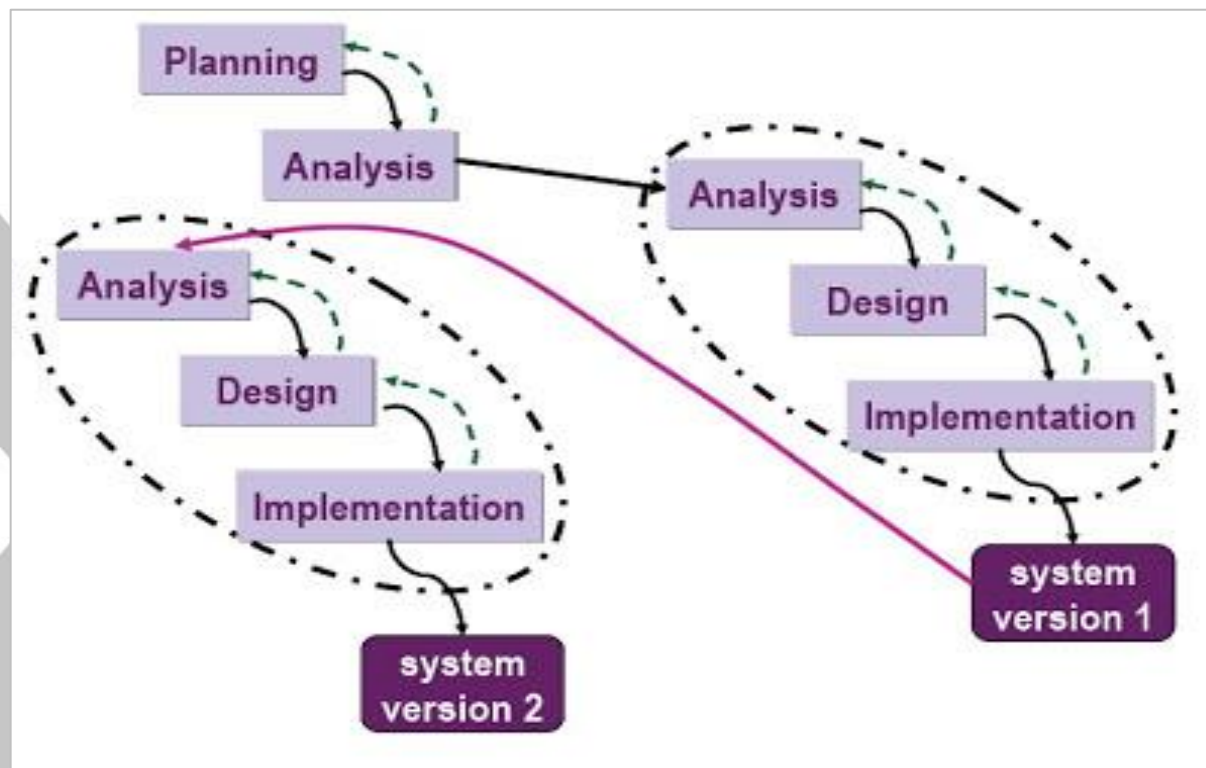 Planning
Analysis
Analysis
Design
Implementation
system
version 1
Analysis
Design
Implementation
system
version 2